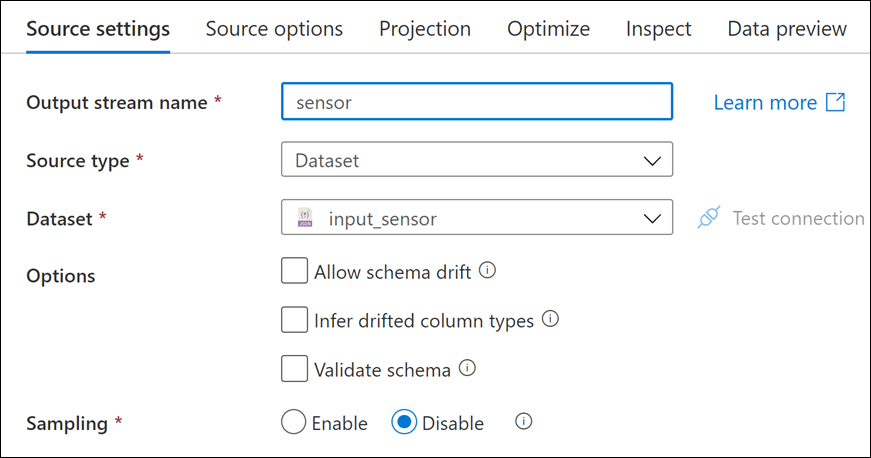 Source settings Source options Projection Optimize Inspect Data preview
Output stream name * sensor Learn more
Source type * Dataset
Dataset * input_sensor Test connection
Options Allow schema drift
Infer drifted column types
Validate schema
Sampling * Enable Disable